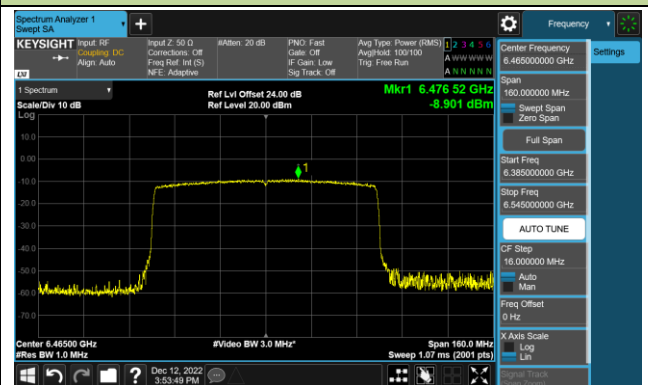 Spectrum Analyzer 1
Swept SA
Frequency
KEYSIGHT
Input: RF
Coupling: DC
Align: Auto
Input Z: 50 Ω
Corrections: Off
Freq Ref: Int (S)
NFE: Adaptive
#Atten: 20 dB
PNO: Fast
Gate: Off
IF Gain: Low
Sig Track: Off
Avg Type: Power (RMS)
Avg|Hold: 100/100
Trig: Free Run
1 2 3 4 5 6
A W W W W W
A N N N N N
LXI
1 Spectrum
Scale/Div 10 dB
Log
Ref Lvl Offset 24.00 dB
Ref Level 20.00 dBm
Mkr1 6.476 52 GHz
-8.901 dBm
10.0
0.00
-10.0
-20.0
-30.0
-40.0
-50.0
-60.0
-70.0
1
Center 6.46500 GHz
#Res BW 1.0 MHz
#Video BW 3.0 MHz*
Span 160.0 MHz
Sweep 1.07 ms (2001 pts)
Dec 12, 2022
3:53:49 PM
Center Frequency
6.465000000 GHz
Span
160.000000 MHz
Swept Span
Zero Span
Full Span
Start Freq
6.385000000 GHz
Stop Freq
6.545000000 GHz
AUTO TUNE
CF Step
16.000000 MHz
Auto
Man
Freq Offset
0 Hz
X Axis Scale
Log
Lin
Signal Track
(Span Zoom)
Settings